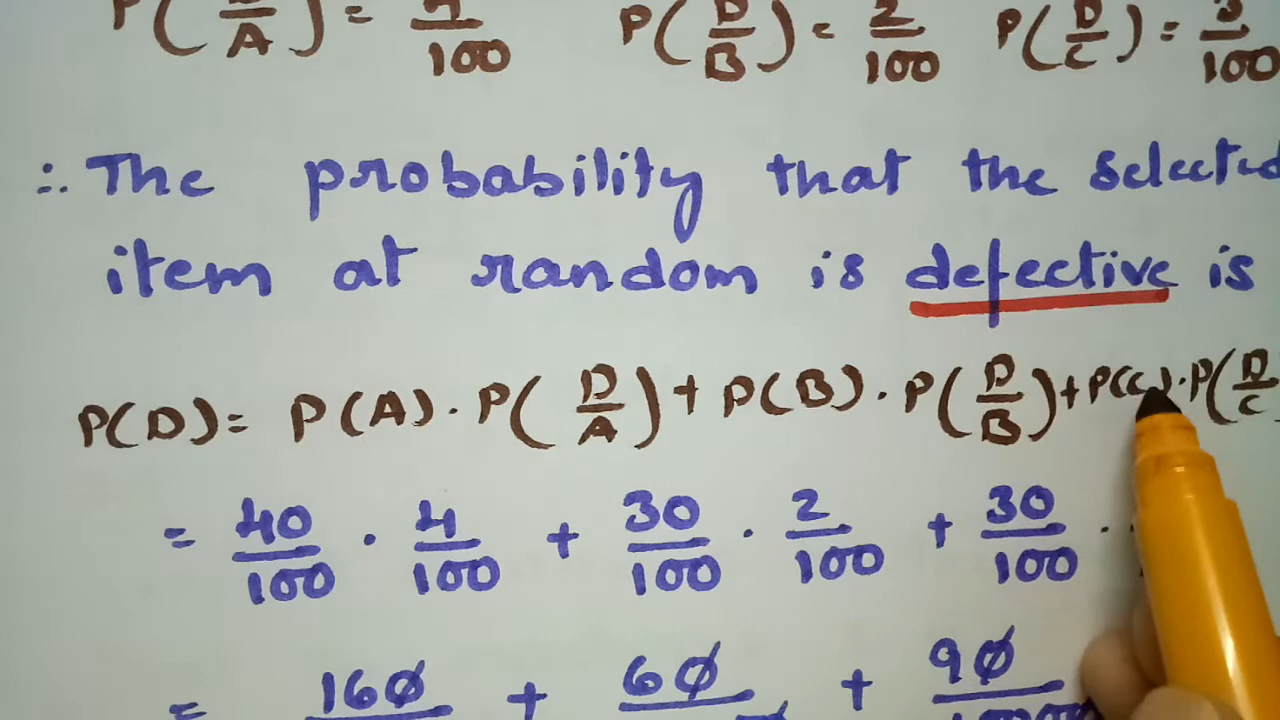 P(D/A) = 4/100 P(D/B) = 2/100 P(D/C) = 3/100
∴ The probability that the selected
item at random is defective is
P(D) = P(A) . P(D/A) + P(B) . P(D/B) + P(C) . P(D/C
= 40/100 . 4/100 + 30/100 . 2/100 + 30/100 .
= 160 + 60 + 90